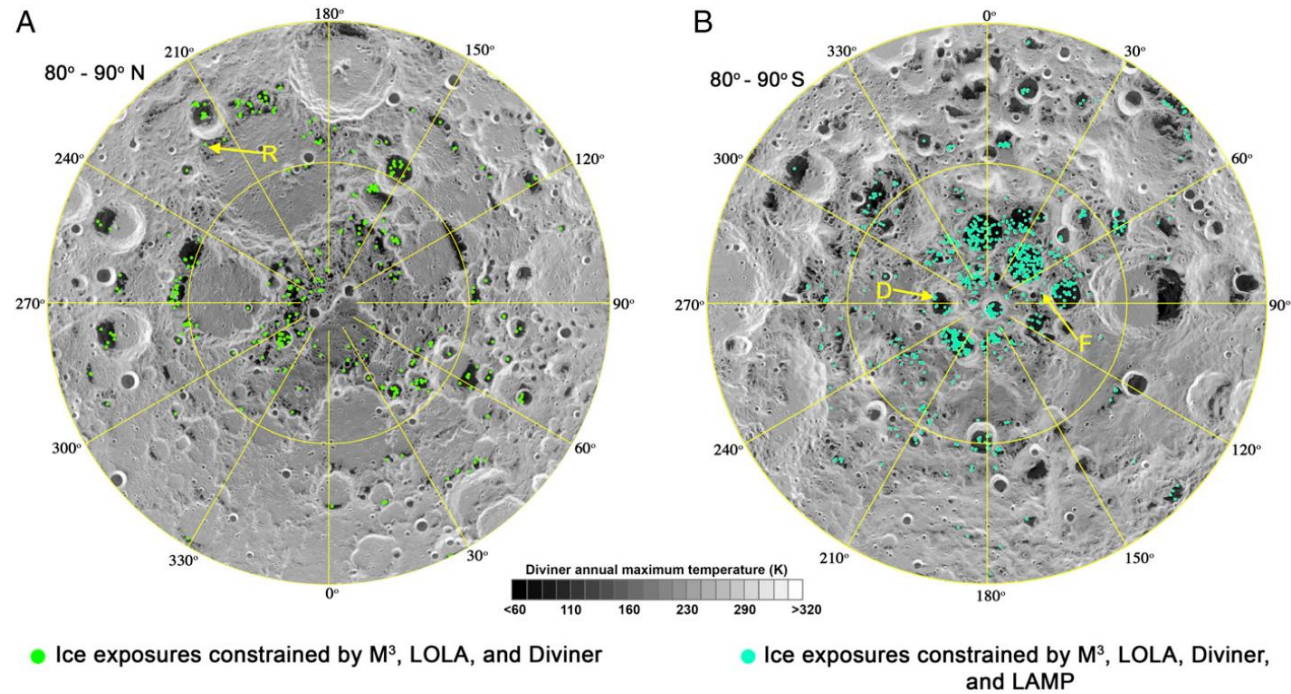 A
180°
210°
150°
80° - 90° N
R
240°
120°
270°
90°
300°
60°
330°
30°
0°
B
0°
330°
30°
80° - 90° S
300°
60°
D
270°
90°
F
240°
120°
210°
150°
180°
Diviner annual maximum temperature (K)
<60 110 160 230 290 >320
Ice exposures constrained by M³, LOLA, and Diviner
Ice exposures constrained by M³, LOLA, Diviner,
and LAMP